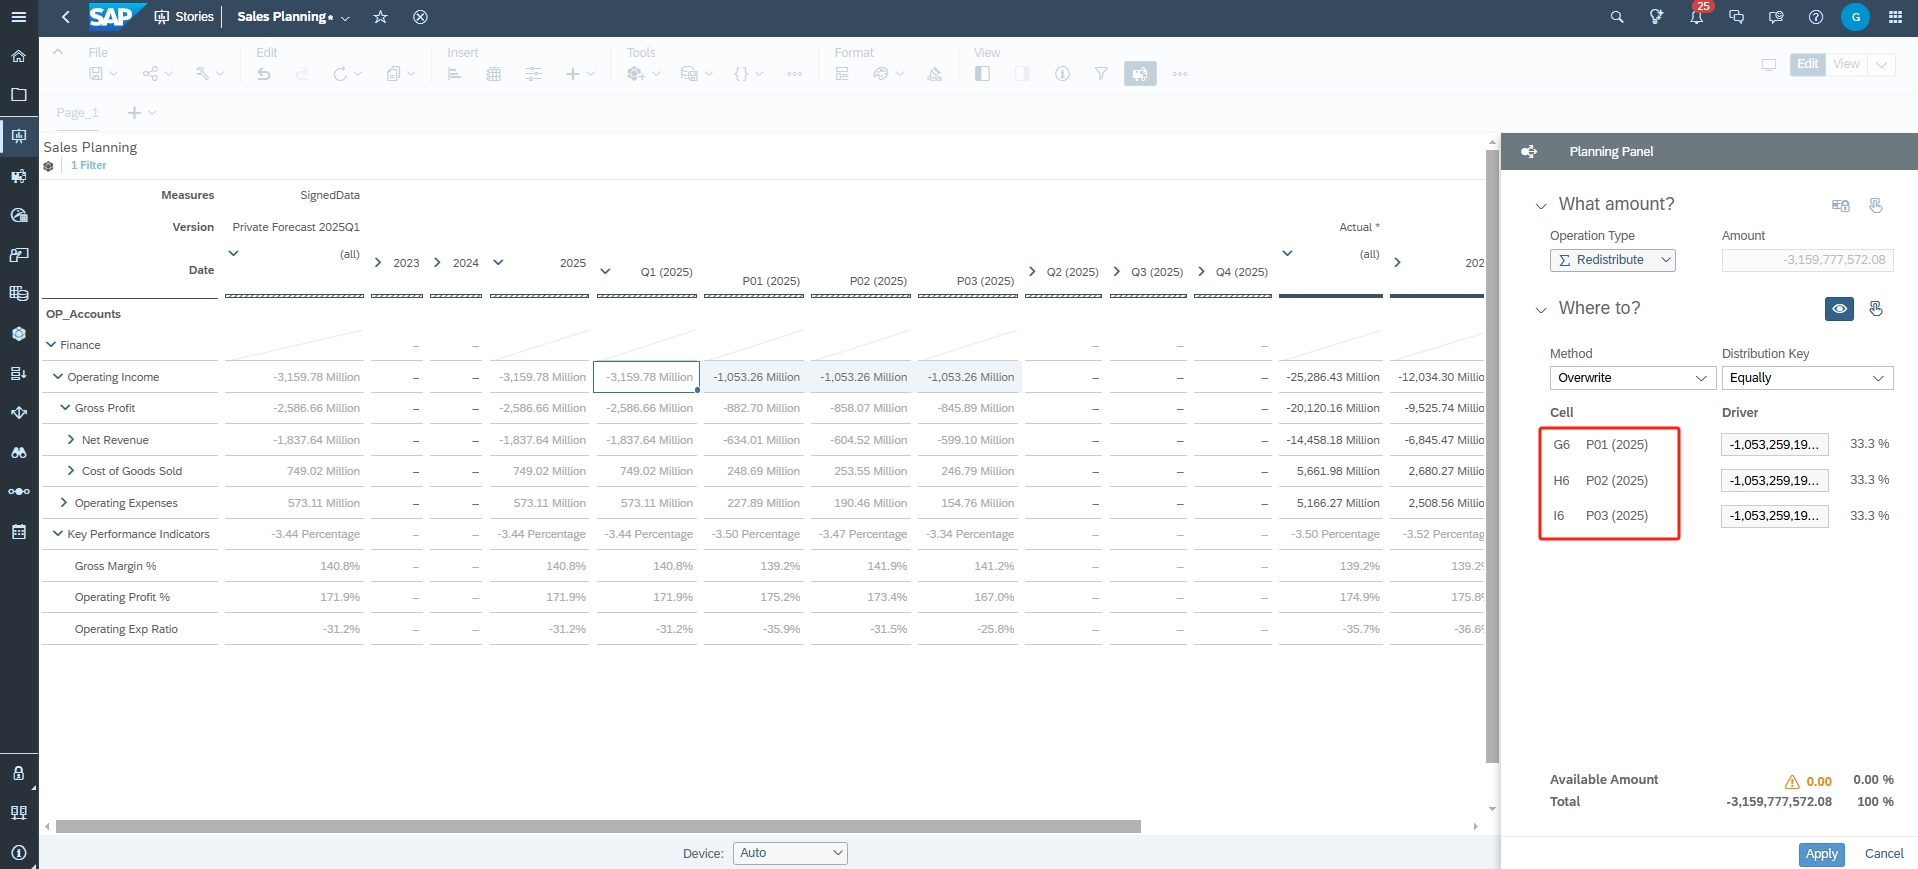 SAP Stories Sales Planning* 25 G
File Edit Insert Tools Format View
Edit View
Page_1
Sales Planning
1 Filter
Measures SignedData
Version Private Forecast 2025Q1 Actual *
Date (all) 2023 2024 2025 Q1 (2025) P01 (2025) P02 (2025) P03 (2025) Q2 (2025) Q3 (2025) Q4 (2025) (all) 202
OP_Accounts
Finance – – – – –
Operating Income -3,159.78 Million – – -3,159.78 Million -3,159.78 Million -1,053.26 Million -1,053.26 Million -1,053.26 Million – – – -25,286.43 Million -12,034.30 Millio
Gross Profit -2,586.66 Million – – -2,586.66 Million -2,586.66 Million -882.70 Million -858.07 Million -845.89 Million – – – -20,120.16 Million -9,525.74 Millio
Net Revenue -1,837.64 Million – – -1,837.64 Million -1,837.64 Million -634.01 Million -604.52 Million -599.10 Million – – – -14,458.18 Million -6,845.47 Millio
Cost of Goods Sold 749.02 Million – – 749.02 Million 749.02 Million 248.69 Million 253.55 Million 246.79 Million – – – 5,661.98 Million 2,680.27 Millio
Operating Expenses 573.11 Million – – 573.11 Million 573.11 Million 227.89 Million 190.46 Million 154.76 Million – – – 5,166.27 Million 2,508.56 Millio
Key Performance Indicators -3.44 Percentage – – -3.44 Percentage -3.44 Percentage -3.50 Percentage -3.47 Percentage -3.34 Percentage – – – -3.50 Percentage -3.52 Percentag
Gross Margin % 140.8% – – 140.8% 140.8% 139.2% 141.9% 141.2% – – – 139.2% 139.2%
Operating Profit % 171.9% – – 171.9% 171.9% 175.2% 173.4% 167.0% – – – 174.9% 175.8%
Operating Exp Ratio -31.2% – – -31.2% -31.2% -35.9% -31.5% -25.8% – – – -35.7% -36.6%
Device: Auto
Planning Panel
What amount?
Operation Type Amount
Redistribute -3,159,777,572.08
Where to?
Method Distribution Key
Overwrite Equally
Cell Driver
G6 P01 (2025) -1,053,259,19... 33.3 %
H6 P02 (2025) -1,053,259,19... 33.3 %
I6 P03 (2025) -1,053,259,19... 33.3 %
Available Amount 0.00 0.00 %
Total -3,159,777,572.08 100 %
Apply Cancel